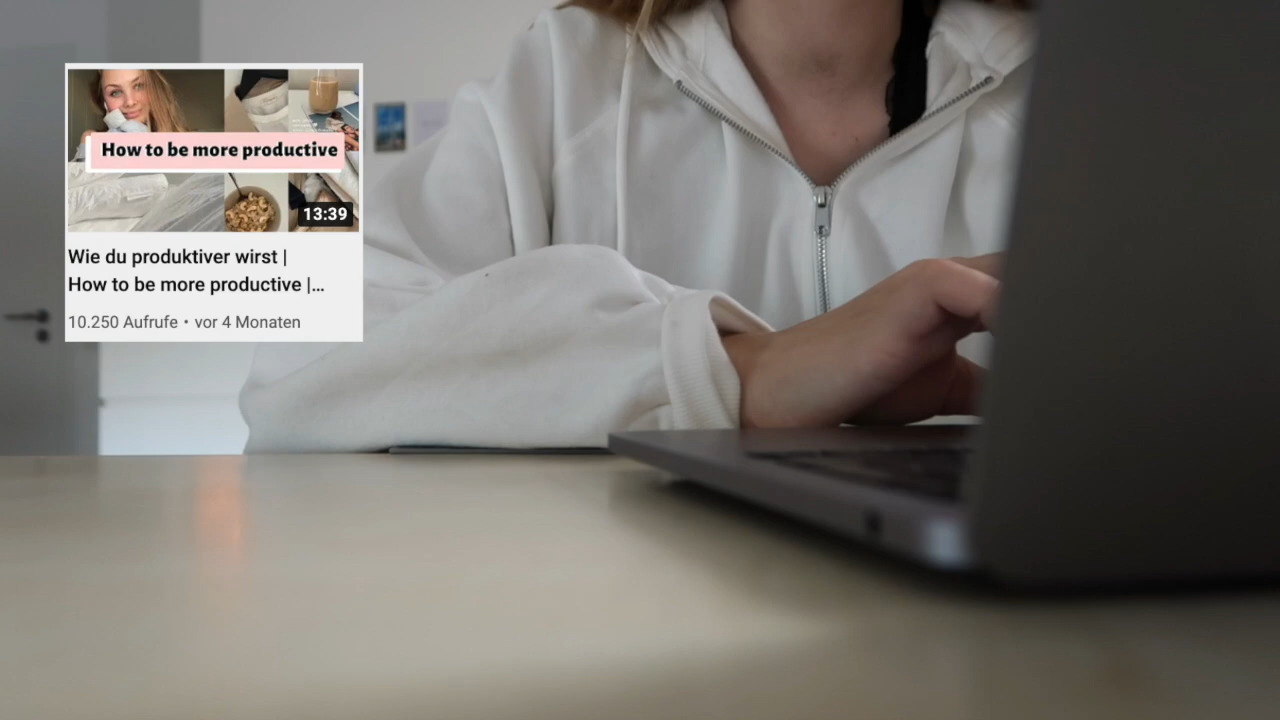 How to be more productive
13:39
Wie du produktiver wirst |
How to be more productive |…
10.250 Aufrufe • vor 4 Monaten